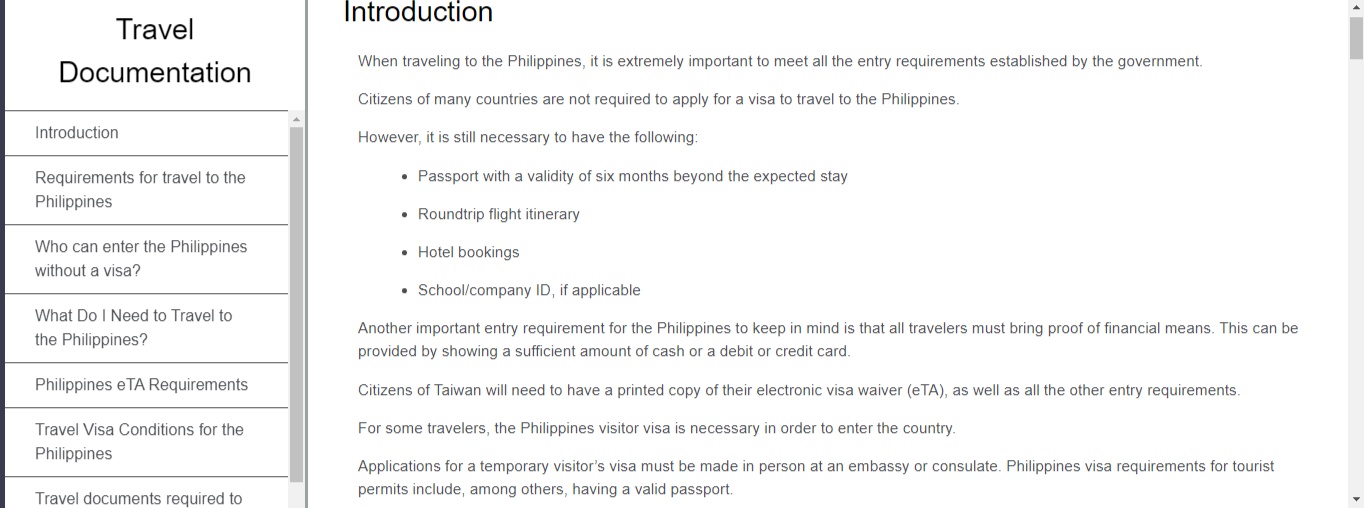 Travel
Documentation
Introduction
Requirements for travel to the
Philippines
Who can enter the Philippines
without a visa?
What Do I Need to Travel to
the Philippines?
Philippines eTA Requirements
Travel Visa Conditions for the
Philippines
Travel documents required to
Introduction
When traveling to the Philippines, it is extremely important to meet all the entry requirements established by the government.
Citizens of many countries are not required to apply for a visa to travel to the Philippines.
However, it is still necessary to have the following:
• Passport with a validity of six months beyond the expected stay
• Roundtrip flight itinerary
• Hotel bookings
• School/company ID, if applicable
Another important entry requirement for the Philippines to keep in mind is that all travelers must bring proof of financial means. This can be
provided by showing a sufficient amount of cash or a debit or credit card.
Citizens of Taiwan will need to have a printed copy of their electronic visa waiver (eTA), as well as all the other entry requirements.
For some travelers, the Philippines visitor visa is necessary in order to enter the country.
Applications for a temporary visitor’s visa must be made in person at an embassy or consulate. Philippines visa requirements for tourist
permits include, among others, having a valid passport.